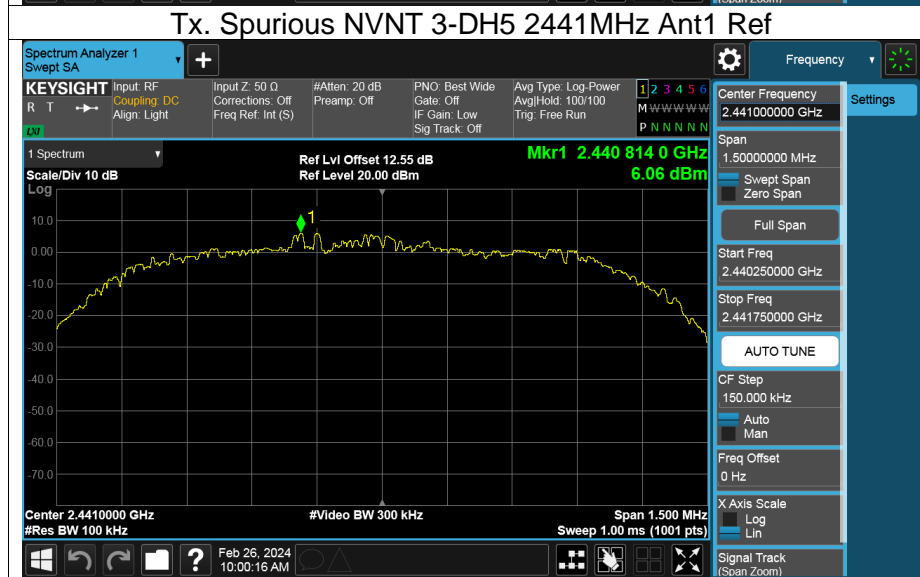 (Span Zoom)
Tx. Spurious NVNT 3-DH5 2441MHz Ant1 Ref
Spectrum Analyzer 1
Swept SA
+
Frequency
KEYSIGHT
R T
LXI
Input: RF
Coupling: DC
Align: Light
Input Z: 50 Ω
Corrections: Off
Freq Ref: Int (S)
#Atten: 20 dB
Preamp: Off
PNO: Best Wide
Gate: Off
IF Gain: Low
Sig Track: Off
Avg Type: Log-Power
Avg|Hold: 100/100
Trig: Free Run
1 2 3 4 5 6
M W W W W W
P N N N N N
1 Spectrum
Scale/Div 10 dB
Log
Ref Lvl Offset 12.55 dB
Ref Level 20.00 dBm
Mkr1 2.440 814 0 GHz
6.06 dBm
1
10.0
0.00
-10.0
-20.0
-30.0
-40.0
-50.0
-60.0
-70.0
Center 2.4410000 GHz
#Res BW 100 kHz
#Video BW 300 kHz
Span 1.500 MHz
Sweep 1.00 ms (1001 pts)
Center Frequency
2.441000000 GHz
Settings
Span
1.50000000 MHz
Swept Span
Zero Span
Full Span
Start Freq
2.440250000 GHz
Stop Freq
2.441750000 GHz
AUTO TUNE
CF Step
150.000 kHz
Auto
Man
Freq Offset
0 Hz
X Axis Scale
Log
Lin
Signal Track
(Span Zoom)
?
Feb 26, 2024
10:00:16 AM